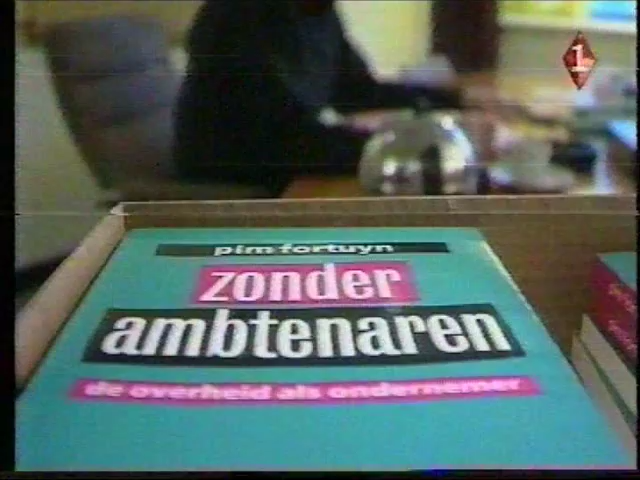 1
pim fortuyn
zonder
ambtenaren
de overheid als ondernemer